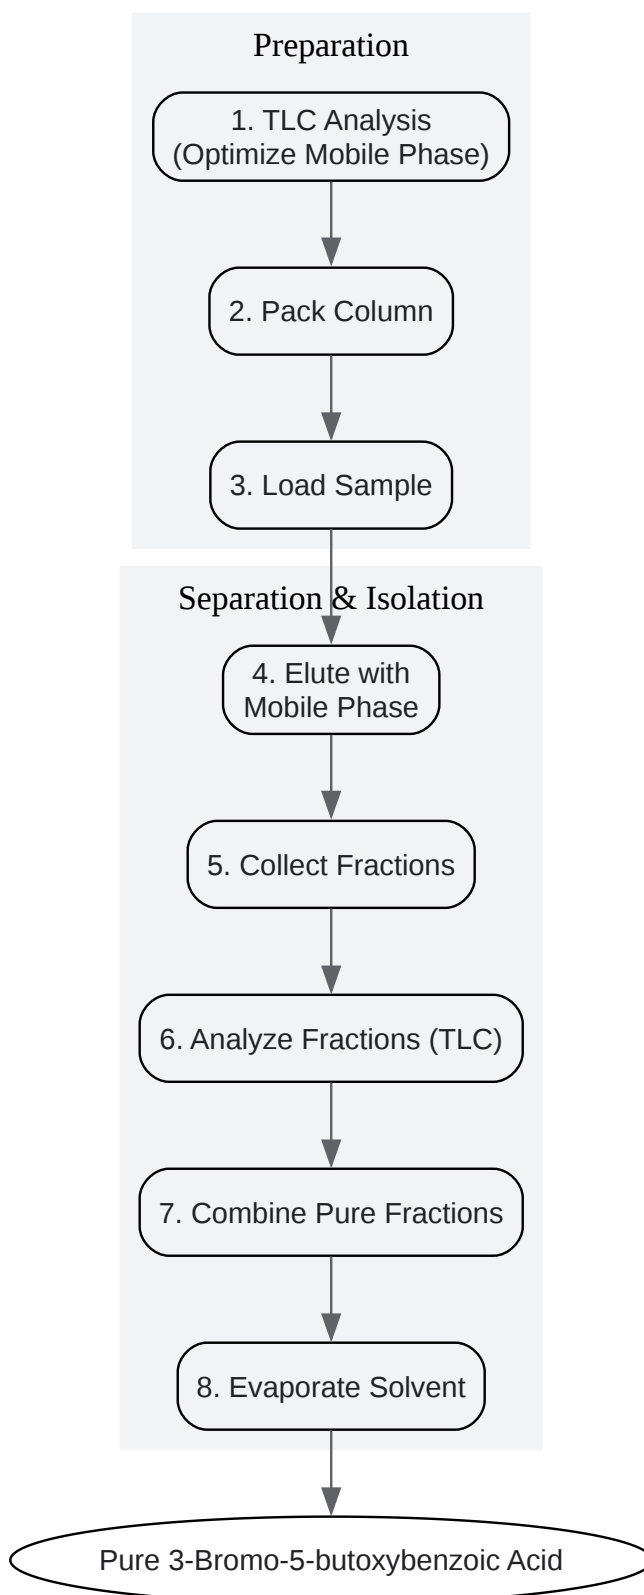 Preparation
1. TLC Analysis
(Optimize Mobile Phase)
2. Pack Column
3. Load Sample
Separation & Isolation
4. Elute with
Mobile Phase
5. Collect Fractions
6. Analyze Fractions (TLC)
7. Combine Pure Fractions
8. Evaporate Solvent
Pure 3-Bromo-5-butoxybenzoic Acid